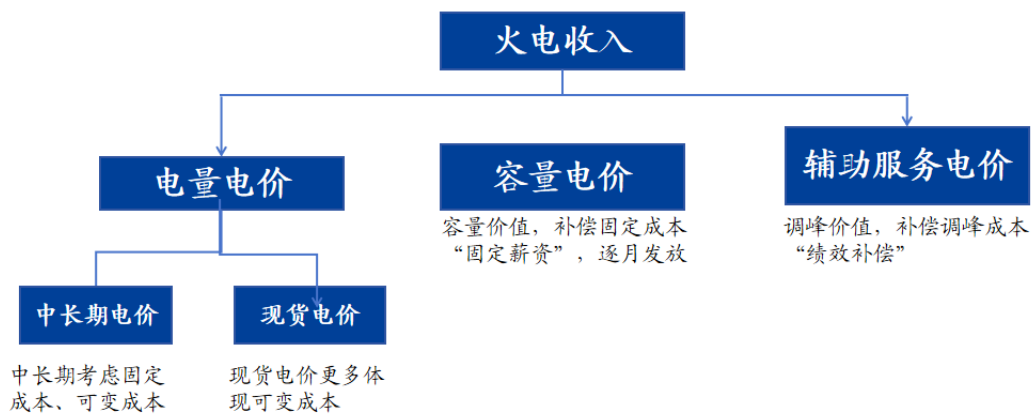 火电收入
电量电价
容量电价
辅助服务电价
容量价值，补偿固定成本
“固定薪资”，逐月发放
调峰价值，补偿调峰成本
“绩效补偿”
中长期电价
现货电价
中长期考虑固定
成本、可变成本
现货电价更多体
现可变成本